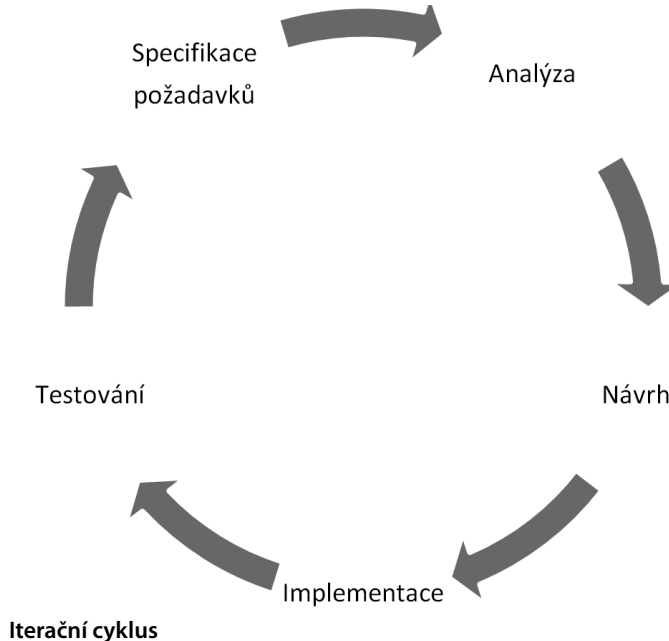 Specifikace
požadavků
Analýza
Návrh
Implementace
Testování
Iterační cyklus